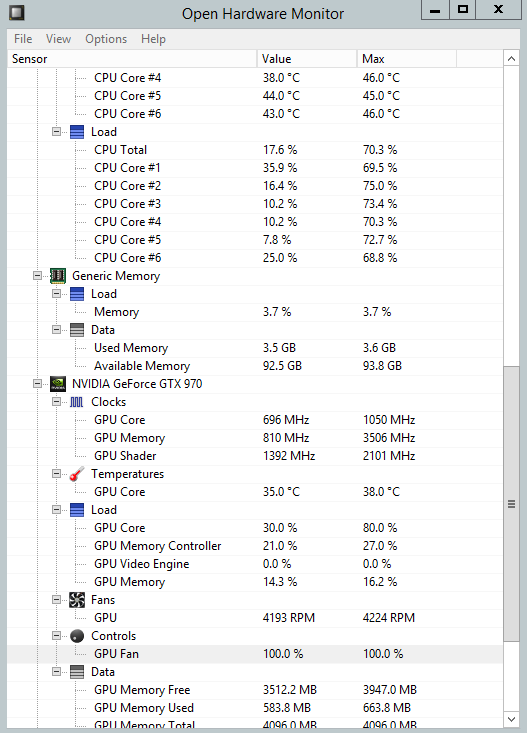 Open Hardware Monitor
File View Options Help
Sensor Value Max
CPU Core #4 38.0 °C 46.0 °C
CPU Core #5 44.0 °C 45.0 °C
CPU Core #6 43.0 °C 46.0 °C
Load
CPU Total 17.6 % 70.3 %
CPU Core #1 35.9 % 69.5 %
CPU Core #2 16.4 % 75.0 %
CPU Core #3 10.2 % 73.4 %
CPU Core #4 10.2 % 70.3 %
CPU Core #5 7.8 % 72.7 %
CPU Core #6 25.0 % 68.8 %
Generic Memory
Load
Memory 3.7 % 3.7 %
Data
Used Memory 3.5 GB 3.6 GB
Available Memory 92.5 GB 93.8 GB
NVIDIA GeForce GTX 970
Clocks
GPU Core 696 MHz 1050 MHz
GPU Memory 810 MHz 3506 MHz
GPU Shader 1392 MHz 2101 MHz
Temperatures
GPU Core 35.0 °C 38.0 °C
Load
GPU Core 30.0 % 80.0 %
GPU Memory Controller 21.0 % 27.0 %
GPU Video Engine 0.0 % 0.0 %
GPU Memory 14.3 % 16.2 %
Fans
GPU 4193 RPM 4224 RPM
Controls
GPU Fan 100.0 % 100.0 %
Data
GPU Memory Free 3512.2 MB 3947.0 MB
GPU Memory Used 583.8 MB 663.8 MB
GPU Memory Total 4096.0 MB 4096.0 MB